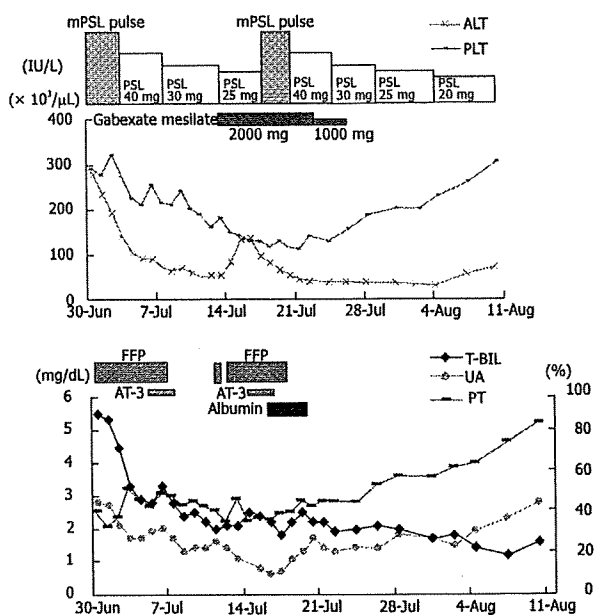 mPSL pulse mPSL pulse
ALT
PLT
(IU/L)
(× 10³/μL)
PSL 40 mg PSL 30 mg PSL 25 mg PSL 40 mg PSL 30 mg PSL 25 mg PSL 20 mg
Gabexate mesilate
2000 mg 1000 mg
400
300
200
100
0
30-Jun 7-Jul 14-Jul 21-Jul 28-Jul 4-Aug 11-Aug
FFP FFP
AT-3 AT-3
Albumin
T-BIL
UA
PT
(mg/dL) (%)
6 100
5 80
4 60
3 40
2 20
1
0 0
30-Jun 7-Jul 14-Jul 21-Jul 28-Jul 4-Aug 11-Aug